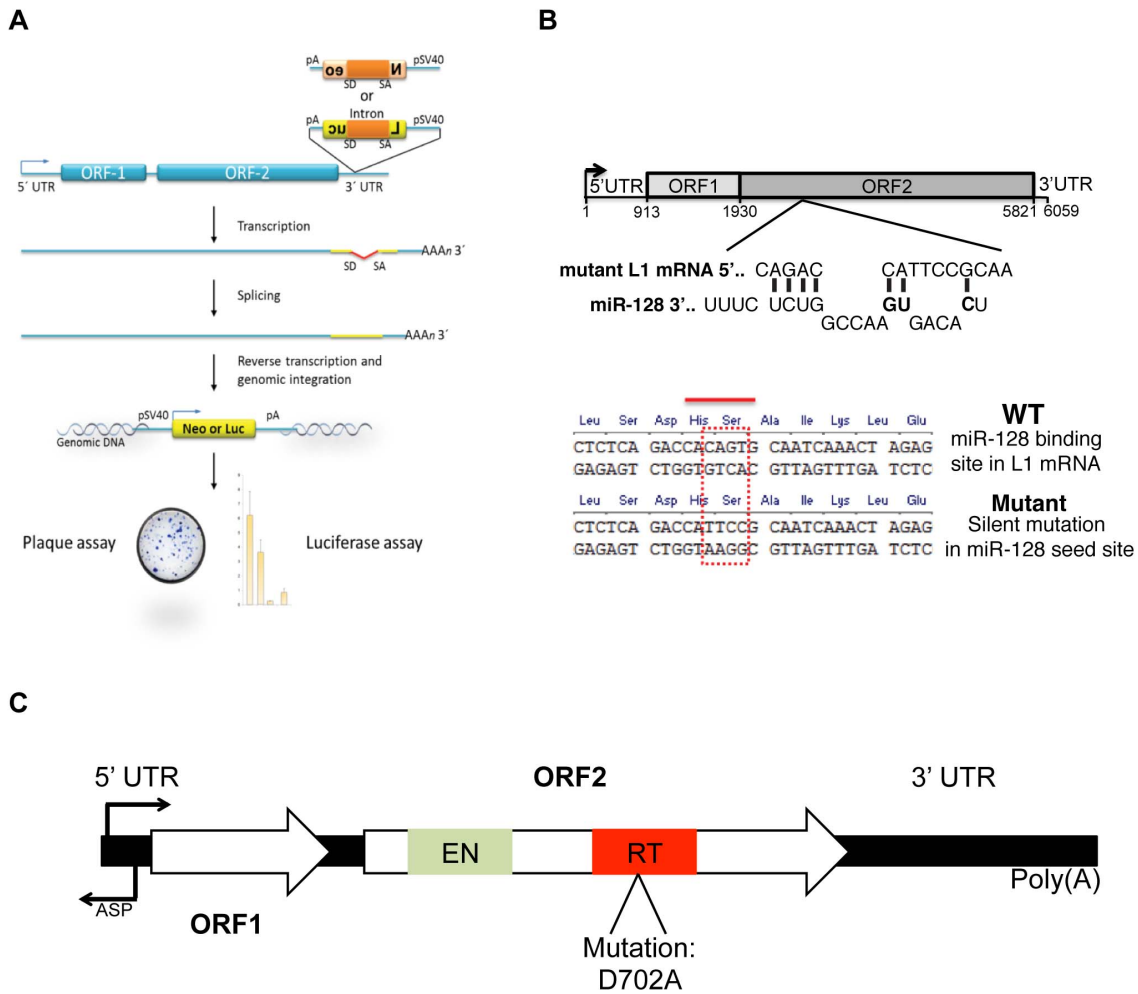 A
pA
pSV40
Neo
SD
SA
or
Intron
pA
pSV40
Luc
SD
SA
ORF-1
ORF-2
5´ UTR
3´ UTR
Transcription
AAAn 3´
SD
SA
Splicing
AAAn 3´
Reverse transcription and
genomic integration
pSV40
pA
Neo or Luc
Genomic DNA
Plaque assay
Luciferase assay
B
5'UTR
ORF1
ORF2
3'UTR
1
913
1930
5821
6059
mutant L1 mRNA 5'.. CAGAC CATTCCGCAA
miR-128 3'.. UUUC UCUG GU CU
GCCAA GACA
Leu Ser Asp His Ser Ala Ile Lys Leu Glu
CTCTCA GACCACAGTG CAATCAAACT AGAG
GAGAGT CTGGTGTCAC GTTAGTTTGA TCTC
WT
miR-128 binding
site in L1 mRNA
Leu Ser Asp His Ser Ala Ile Lys Leu Glu
CTCTCA GACCATTCCG CAATCAAACT AGAG
GAGAGT CTGGTAAGGC GTTAGTTTGA TCTC
Mutant
Silent mutation
in miR-128 seed site
C
5' UTR
ORF2
3' UTR
EN
RT
Poly(A)
ASP
ORF1
Mutation:
D702A